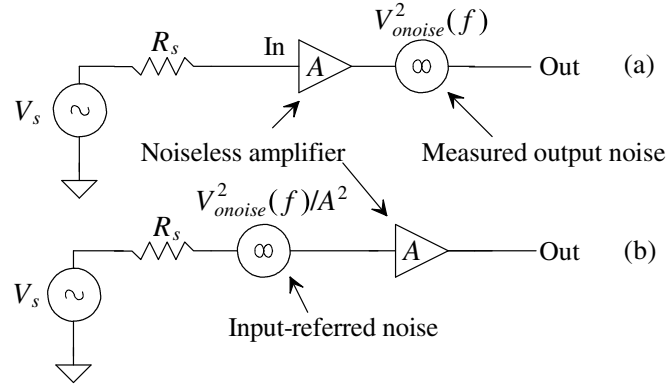 V²onoise(f)
Rs
In
A
Out
(a)
Vs
Noiseless amplifier
Measured output noise
V²onoise(f)/A²
Rs
A
Out
(b)
Vs
Input-referred noise